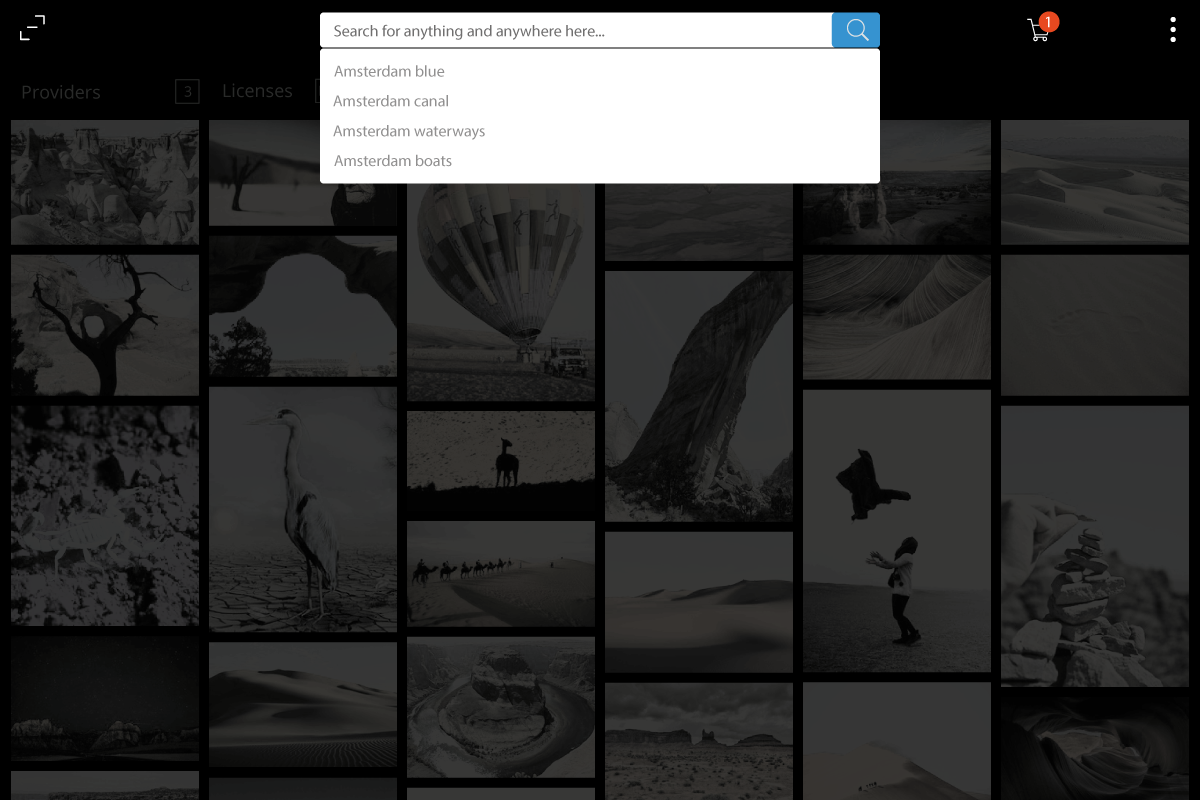 Search for anything and anywhere here...
1
Amsterdam blue
Amsterdam canal
Amsterdam waterways
Amsterdam boats
Providers 3 Licenses